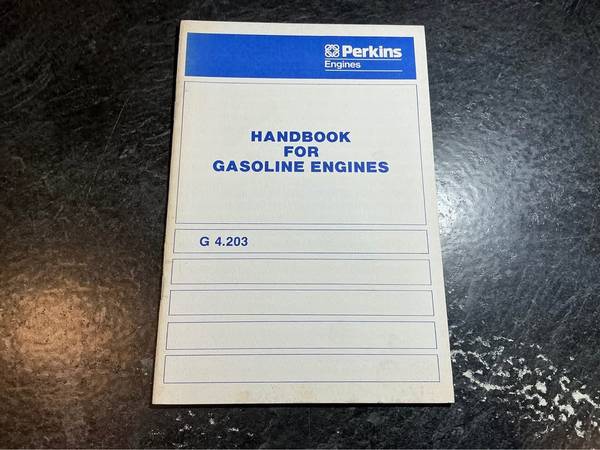 Perkins
Engines
HANDBOOK
FOR
GASOLINE ENGINES
G 4.203